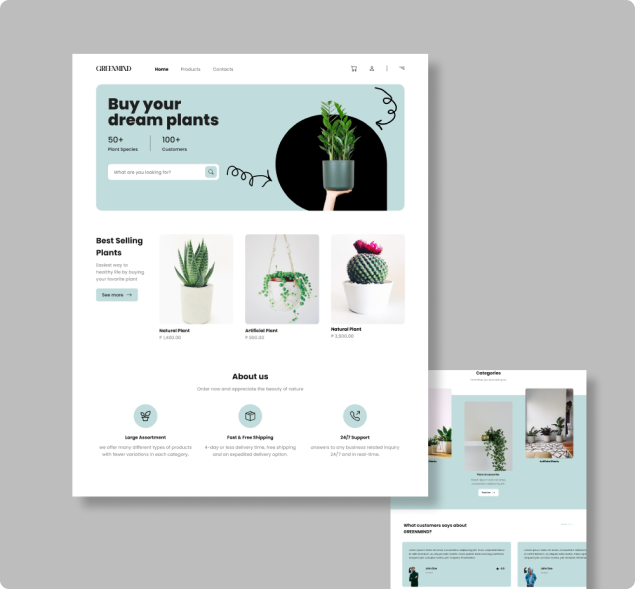 GREENMIND
Home Products Contacts
Buy your
dream plants
50+ 100+
Plant Species Customers
What are you looking for?
Best Selling
Plants
Easiest way to
healthy life by buying
your favorite plant
See more
Natural Plant
₱ 1,400.00
Artificial Plant
₱ 900.00
Natural Plant
₱ 3,500.00
About us
Order now and appreciate the beauty of nature
Large Assortment
we offer many different types of products
with fewer variations in each category.
Fast & Free Shipping
4-day or less delivery time, free shipping
and an expedited delivery option.
24/7 Support
answers to any business related inquiry
24/7 and in real-time.
Categories
What customers says about
GREENMIND?
John Doe
John Doe